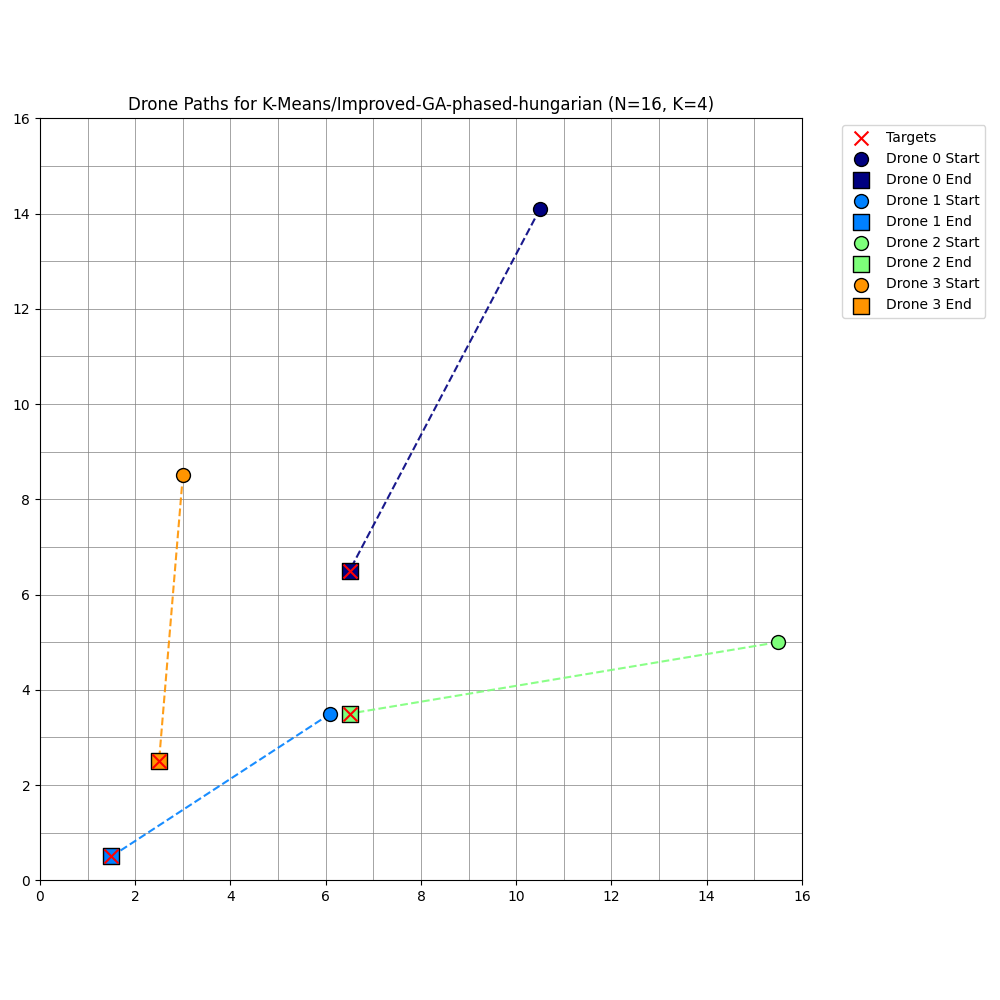 Drone Paths for K-Means/Improved-GA-phased-hungarian (N=16, K=4)
Targets
Drone 0 Start
Drone 0 End
Drone 1 Start
Drone 1 End
Drone 2 Start
Drone 2 End
Drone 3 Start
Drone 3 End
16
14
12
10
8
6
4
2
0
0 2 4 6 8 10 12 14 16